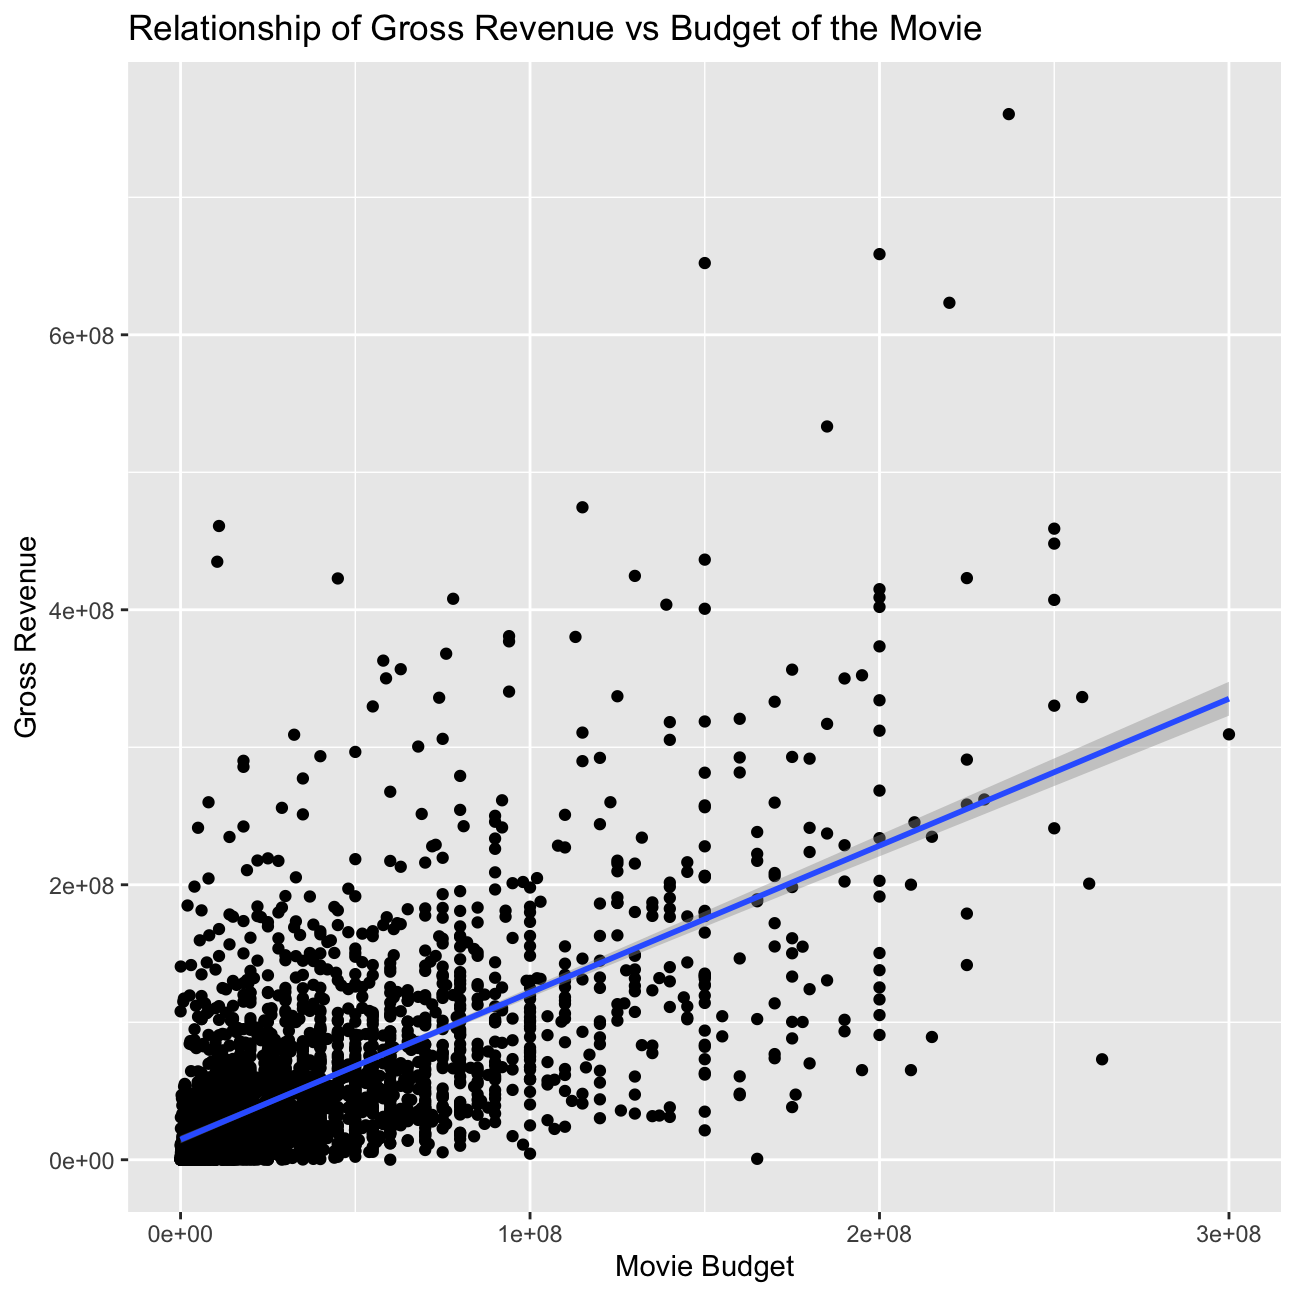 Relationship of Gross Revenue vs Budget of the Movie
Gross Revenue
6e+08
4e+08
2e+08
0e+00
0e+00 1e+08 2e+08 3e+08
Movie Budget